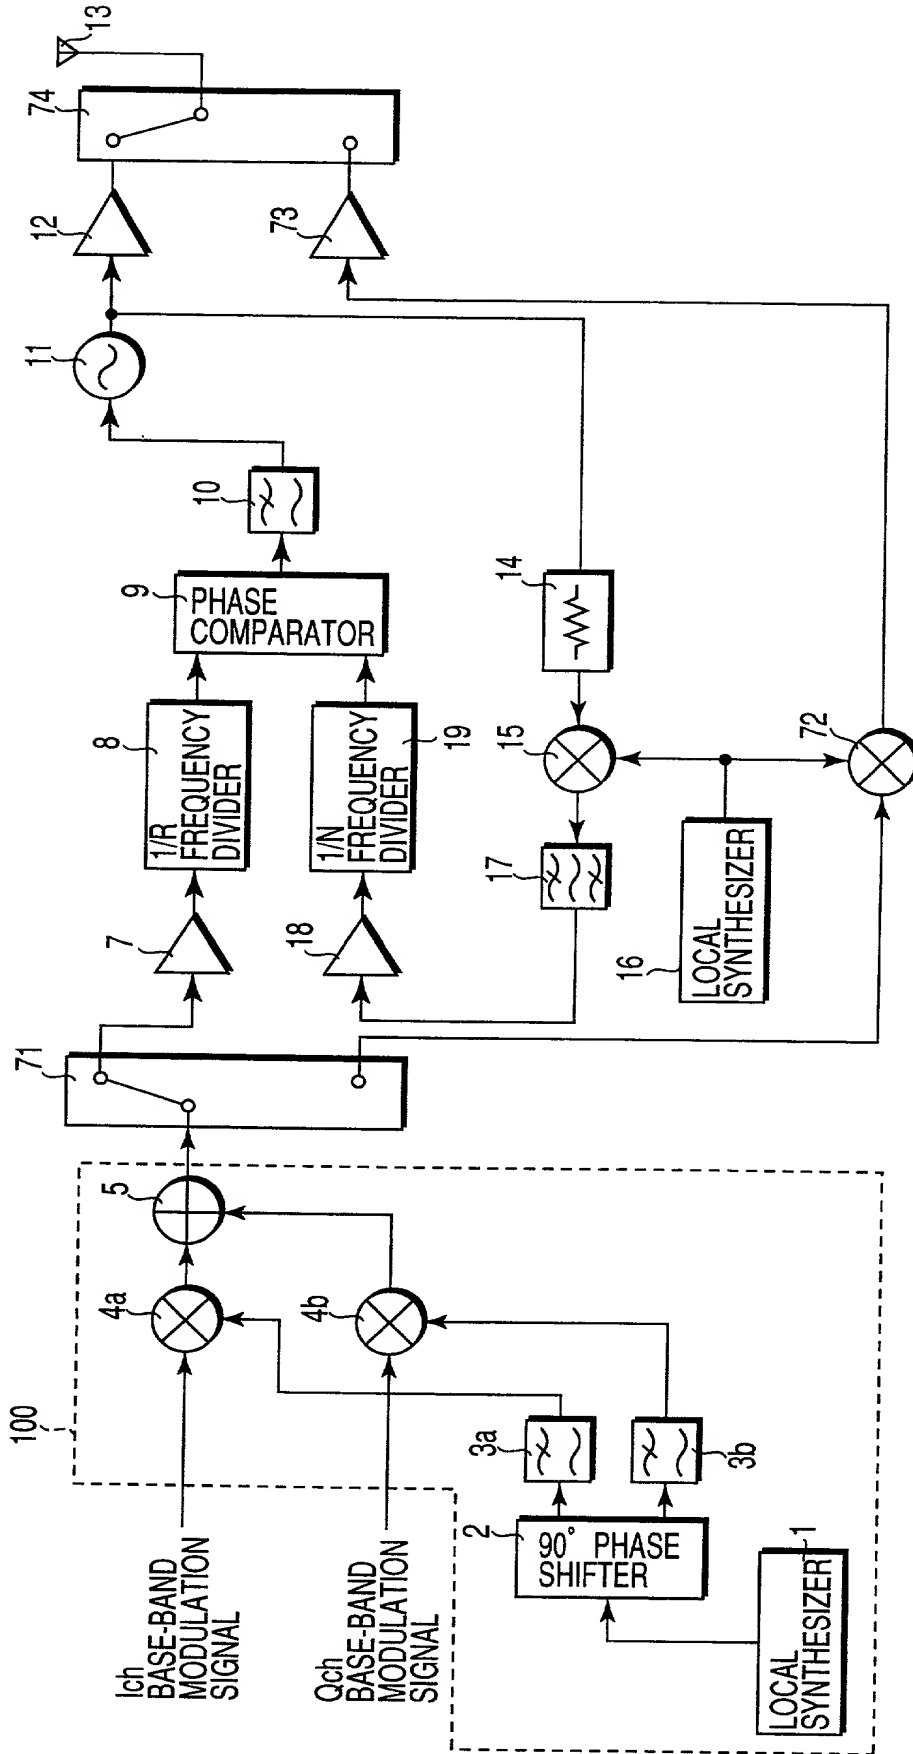 100
Ich
BASE-BAND
MODULATION
SIGNAL
Qch
BASE-BAND
MODULATION
SIGNAL
4a
5
4b
3a
3b
2
90° PHASE
SHIFTER
1
LOCAL
SYNTHESIZER
71
7
8
1/R
FREQUENCY
DIVIDER
18
19
1/N
FREQUENCY
DIVIDER
9
PHASE
COMPARATOR
10
11
12
73
74
13
14
15
17
16
LOCAL
SYNTHESIZER
72